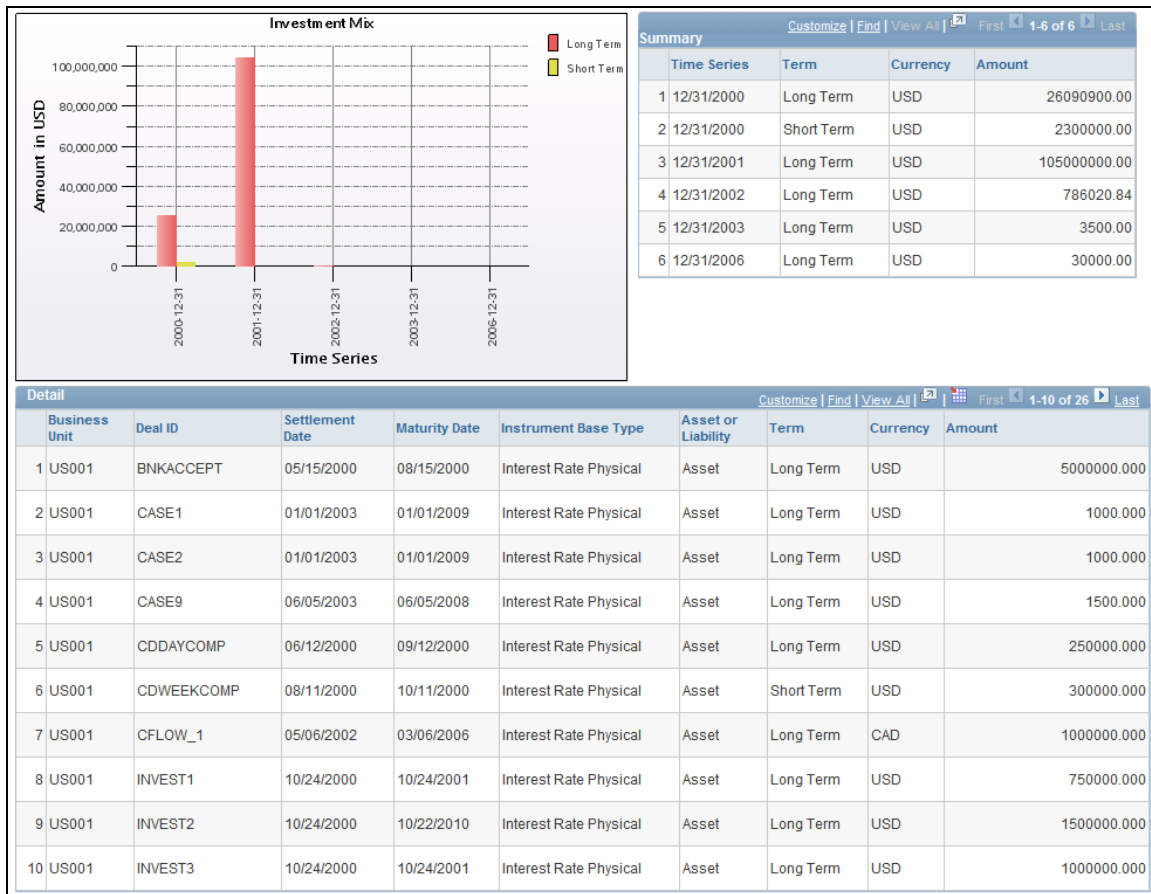 Investment Mix
Long Term
Short Term
100,000,000
80,000,000
60,000,000
40,000,000
20,000,000
0
Amount in USD
2000-12-31
2001-12-31
2002-12-31
2003-12-31
2006-12-31
Time Series
Summary Customize | Find | View All | First 1-6 of 6 Last
Time Series Term Currency Amount
1 12/31/2000 Long Term USD 26090900.00
2 12/31/2000 Short Term USD 2300000.00
3 12/31/2001 Long Term USD 105000000.00
4 12/31/2002 Long Term USD 786020.84
5 12/31/2003 Long Term USD 3500.00
6 12/31/2006 Long Term USD 30000.00
Detail Customize | Find | View All | First 1-10 of 26 Last
Business Unit Deal ID Settlement Date Maturity Date Instrument Base Type Asset or Liability Term Currency Amount
1 US001 BNKACCEPT 05/15/2000 08/15/2000 Interest Rate Physical Asset Long Term USD 5000000.000
2 US001 CASE1 01/01/2003 01/01/2009 Interest Rate Physical Asset Long Term USD 1000.000
3 US001 CASE2 01/01/2003 01/01/2009 Interest Rate Physical Asset Long Term USD 1000.000
4 US001 CASE9 06/05/2003 06/05/2008 Interest Rate Physical Asset Long Term USD 1500.000
5 US001 CDDAYCOMP 06/12/2000 09/12/2000 Interest Rate Physical Asset Long Term USD 250000.000
6 US001 CDWEEKCOMP 08/11/2000 10/11/2000 Interest Rate Physical Asset Short Term USD 300000.000
7 US001 CFLOW_1 05/06/2002 03/06/2006 Interest Rate Physical Asset Long Term CAD 1000000.000
8 US001 INVEST1 10/24/2000 10/24/2001 Interest Rate Physical Asset Long Term USD 750000.000
9 US001 INVEST2 10/24/2000 10/22/2010 Interest Rate Physical Asset Long Term USD 1500000.000
10 US001 INVEST3 10/24/2000 10/24/2001 Interest Rate Physical Asset Long Term USD 1000000.000